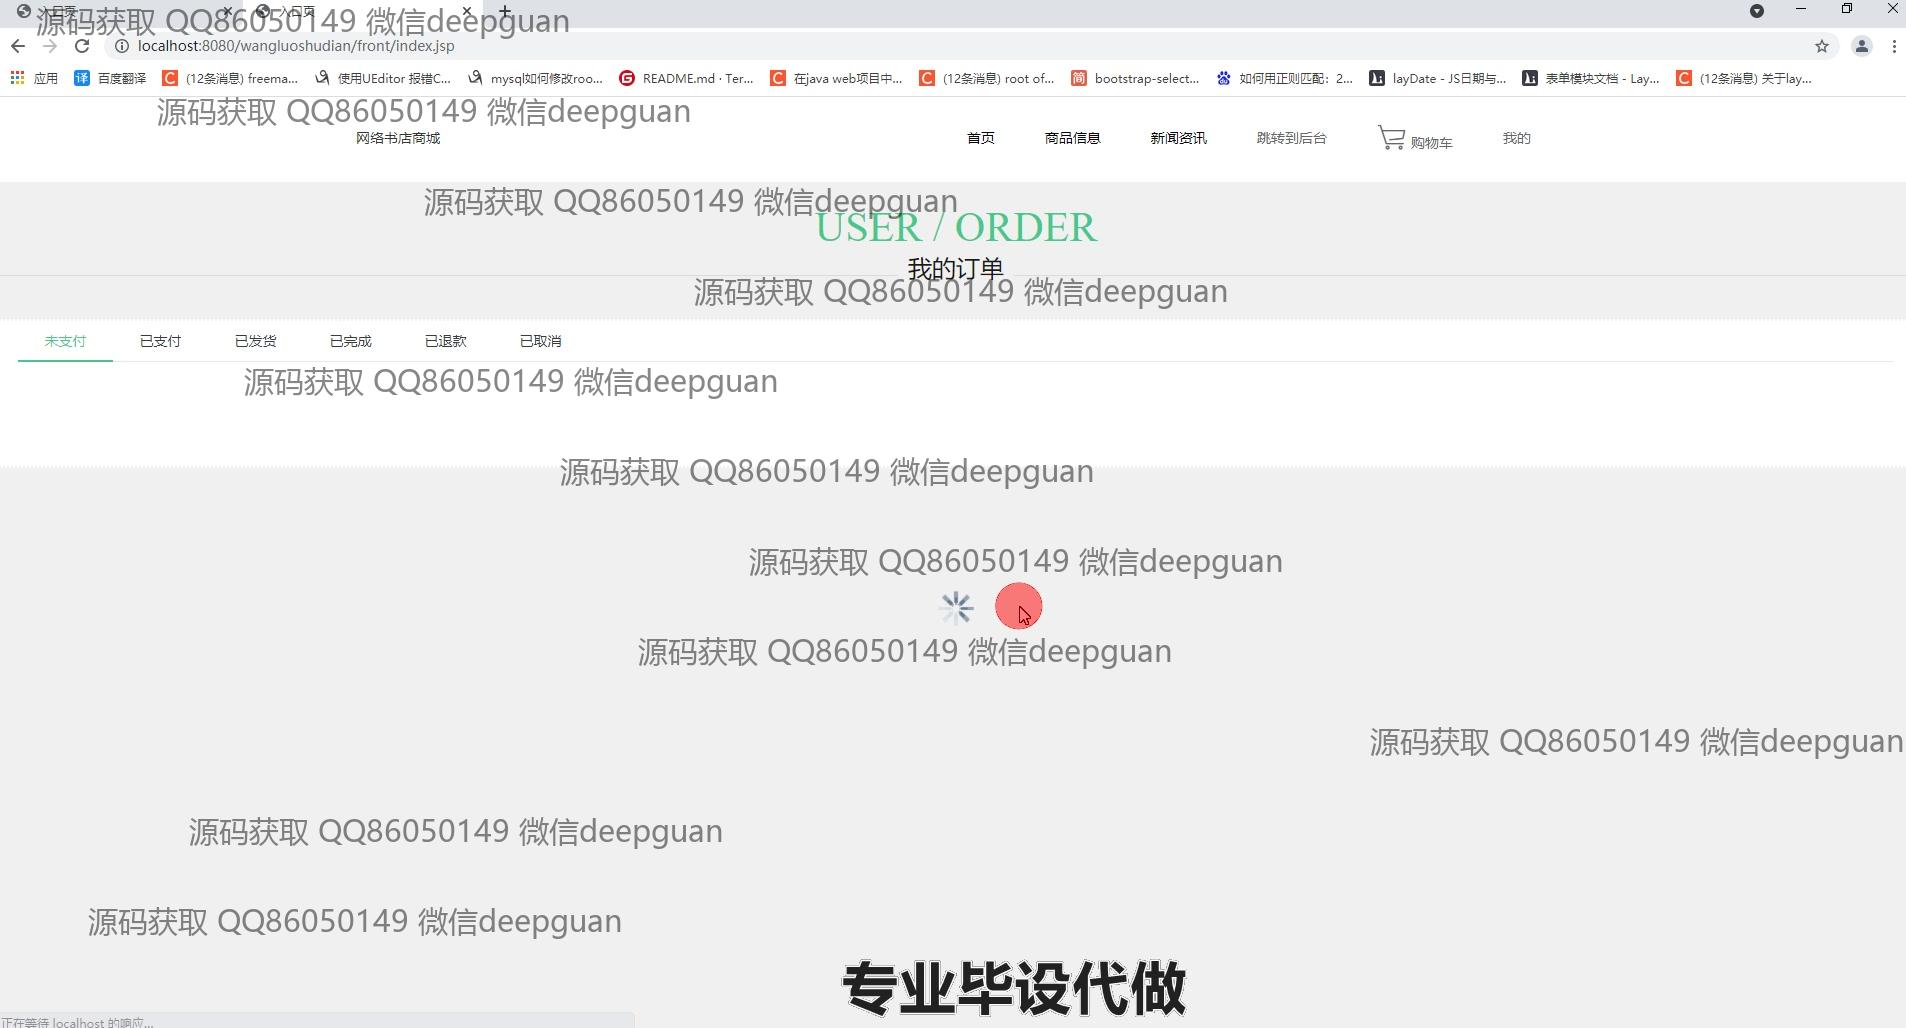 入口页
入口页
源码获取 QQ86050149 微信deepguan
localhost:8080/wangluoshudian/front/index.jsp
应用
译 百度翻译
(12条消息) freema...
使用UEditor 报错C...
mysql如何修改roo...
README.md · Ter...
在java web项目中...
(12条消息) root of...
简 bootstrap-select...
如何用正则匹配：2...
layDate - JS日期与...
表单模块文档 - Lay...
(12条消息) 关于lay...
源码获取 QQ86050149 微信deepguan
网络书店商城 首页 商品信息 新闻资讯 跳转到后台 购物车 我的
源码获取 QQ86050149 微信deepguan
USER / ORDER
我的订单
源码获取 QQ86050149 微信deepguan
未支付 已支付 已发货 已完成 已退款 已取消
源码获取 QQ86050149 微信deepguan
源码获取 QQ86050149 微信deepguan
源码获取 QQ86050149 微信deepguan
源码获取 QQ86050149 微信deepguan
源码获取 QQ86050149 微信deepguan
源码获取 QQ86050149 微信deepguan
源码获取 QQ86050149 微信deepguan
专业毕设代做
正在等待 localhost 的响应...